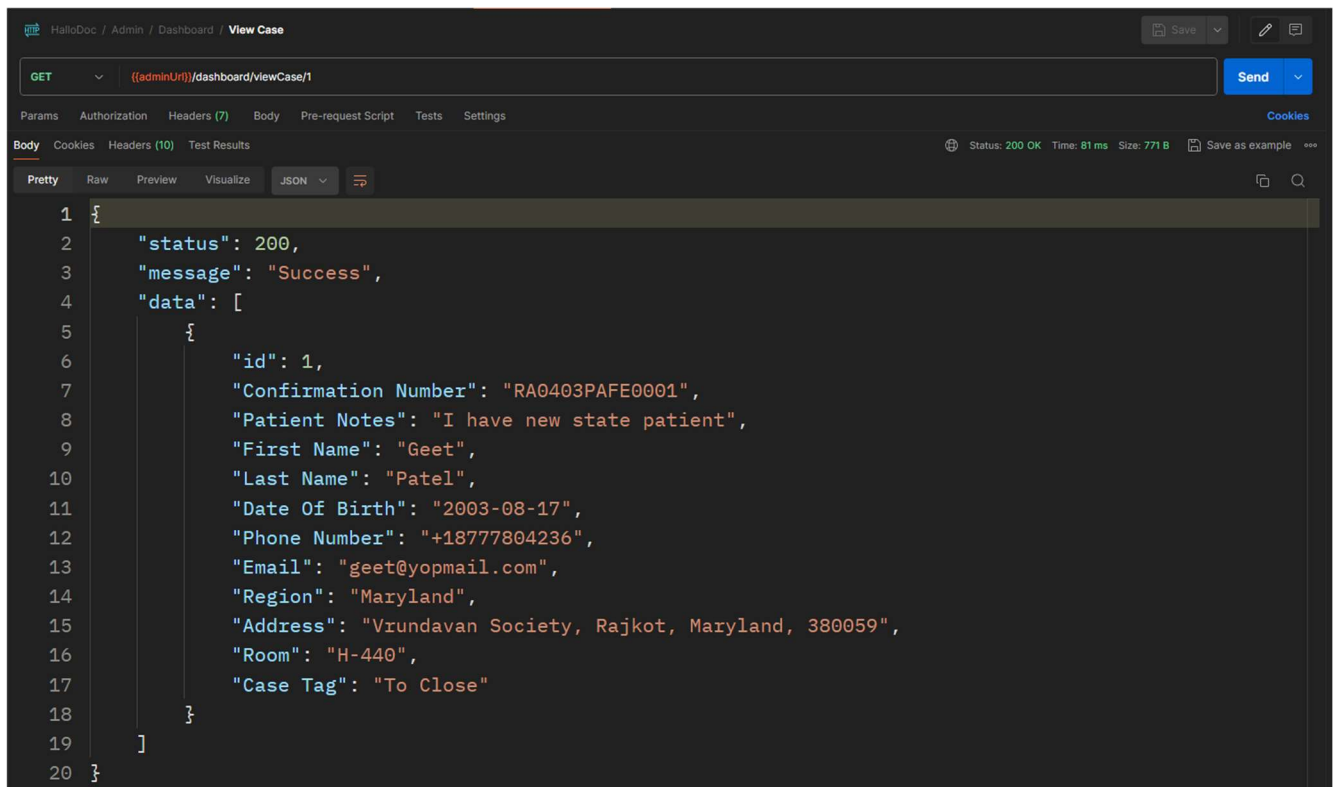 HTTP HalloDoc / Admin / Dashboard / View Case Save
GET {{adminUrl}}/dashboard/viewCase/1 Send
Params Authorization Headers (7) Body Pre-request Script Tests Settings Cookies
Body Cookies Headers (10) Test Results Status: 200 OK Time: 81 ms Size: 771 B Save as example
Pretty Raw Preview Visualize JSON
1 {
2 "status": 200,
3 "message": "Success",
4 "data": [
5 {
6 "id": 1,
7 "Confirmation Number": "RA0403PAFE0001",
8 "Patient Notes": "I have new state patient",
9 "First Name": "Geet",
10 "Last Name": "Patel",
11 "Date Of Birth": "2003-08-17",
12 "Phone Number": "+18777804236",
13 "Email": "geet@yopmail.com",
14 "Region": "Maryland",
15 "Address": "Vrundavan Society, Rajkot, Maryland, 380059",
16 "Room": "H-440",
17 "Case Tag": "To Close"
18 }
19 ]
20 }